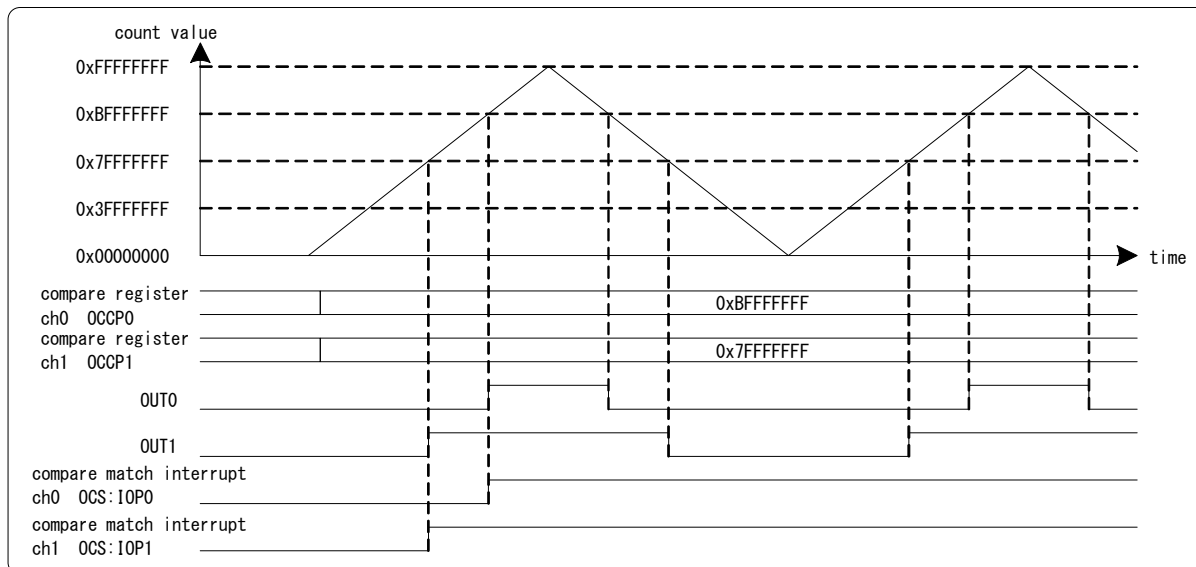 count value
0xFFFFFFFF
0xBFFFFFFF
0x7FFFFFFF
0x3FFFFFFF
0x00000000
time
compare register
ch0 OCCP0
0xBFFFFFFF
compare register
ch1 OCCP1
0x7FFFFFFF
OUT0
OUT1
compare match interrupt
ch0 OCS:IOP0
compare match interrupt
ch1 OCS:IOP1